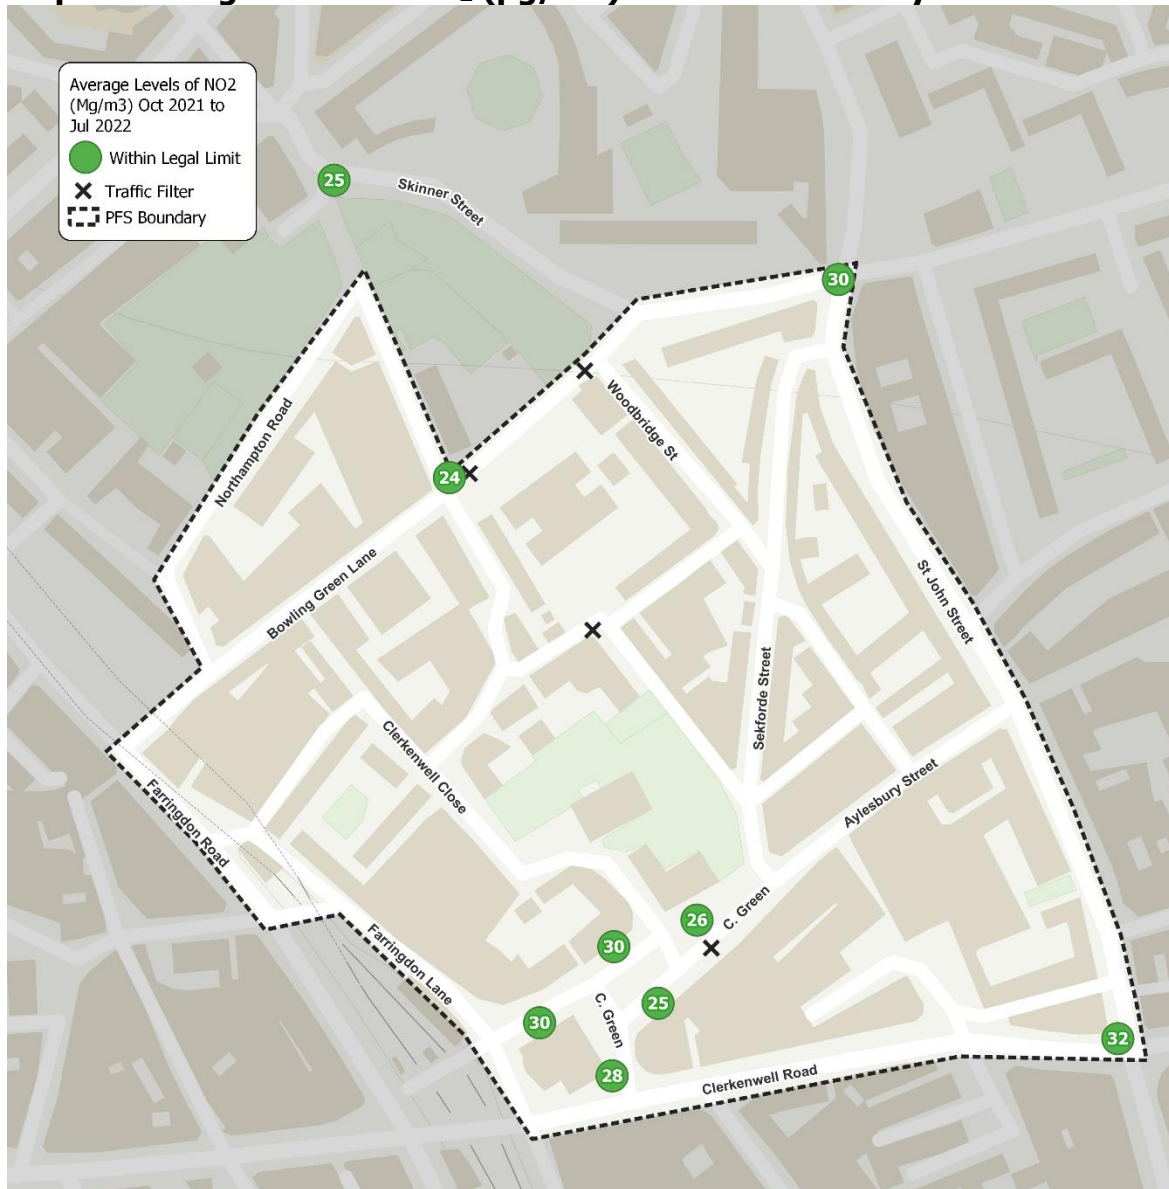 Average Levels of NO2
(Mg/m3) Oct 2021 to
Jul 2022
Within Legal Limit
Traffic Filter
PFS Boundary
25
Skinner Street
30
Northampton Road
Woodbridge St
24
Bowling Green Lane
St John Street
Sekforde Street
Clerkenwell Close
Aylesbury Street
Farringdon Road
C. Green
26
30
Farringdon Lane
25
30
C. Green
32
28
Clerkenwell Road